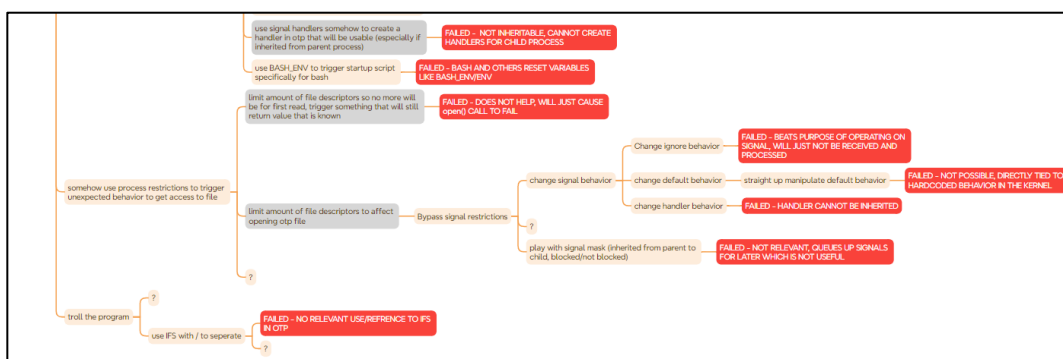 use signal handlers somehow to create a
handler in otp that will be usable (especially if
inherited from parent process)
FAILED - NOT INHERITABLE, CANNOT CREATE
HANDLERS FOR CHILD PROCESS
use BASH_ENV to trigger startup script
specifically for bash
FAILED - BASH AND OTHERS RESET VARIABLES
LIKE BASH_ENV/ENV
limit amount of file descriptors so no more will
be for first read, trigger something that will still
return value that is known
FAILED - DOES NOT HELP, WILL JUST CAUSE
open() CALL TO FAIL
somehow use process restrictions to trigger
unexpected behavior to get access to file
limit amount of file descriptors to affect
opening otp file
Bypass signal restrictions
change signal behavior
Change ignore behavior
FAILED - BEATS PURPOSE OF OPERATING ON
SIGNAL, WILL JUST NOT BE RECEIVED AND
PROCESSED
change default behavior
straight up manipulate default behavior
FAILED - NOT POSSIBLE, DIRECTLY TIED TO
HARDCODED BEHAVIOR IN THE KERNEL
change handler behavior
FAILED - HANDLER CANNOT BE INHERITED
?
play with signal mask (inherited from parent to
child, blocked/not blocked)
FAILED - NOT RELEVANT, QUEUES UP SIGNALS
FOR LATER WHICH IS NOT USEFUL
?
troll the program
?
use IFS with / to seperate
FAILED - NO RELEVANT USE/REFRENCE TO IFS
IN OTP
?